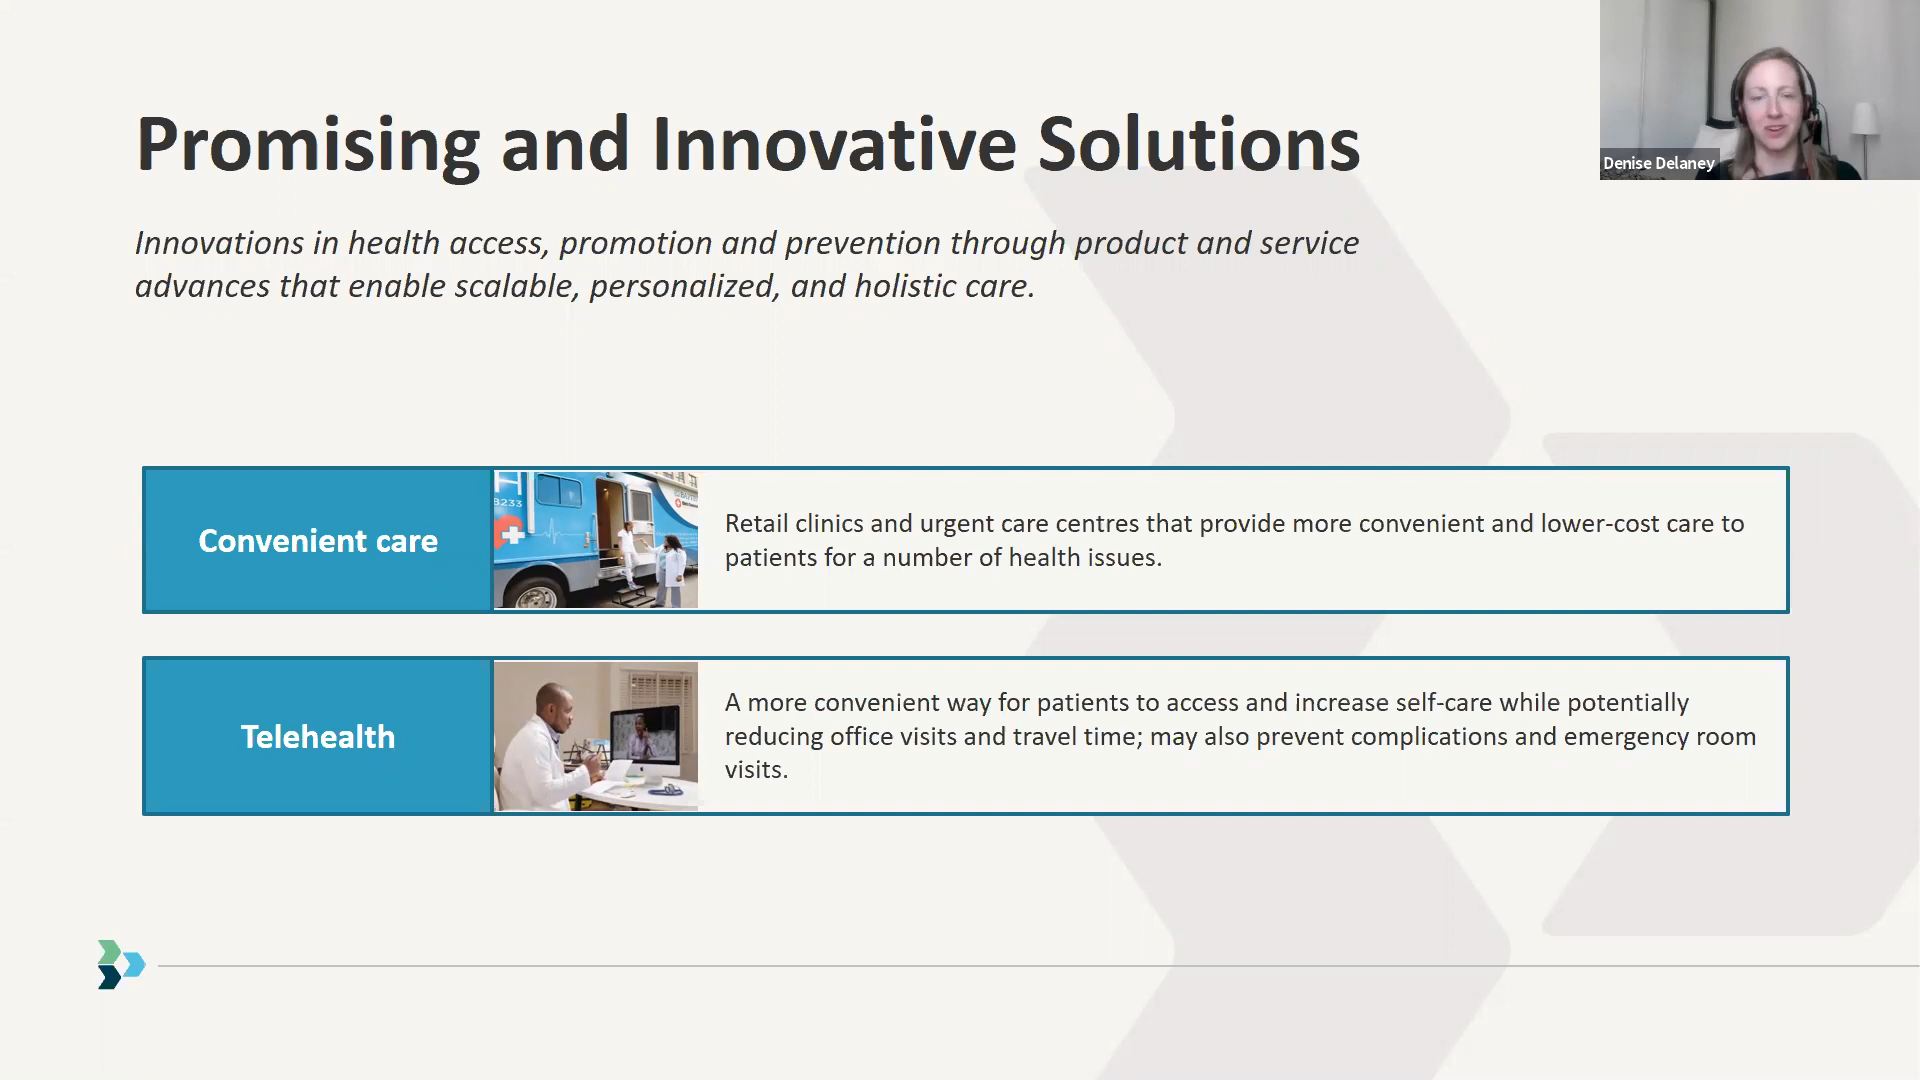 Promising and Innovative Solutions
Denise Delaney
Innovations in health access, promotion and prevention through product and service
advances that enable scalable, personalized, and holistic care.
Convenient care
8233
Retail clinics and urgent care centres that provide more convenient and lower-cost care to
patients for a number of health issues.
Telehealth
A more convenient way for patients to access and increase self-care while potentially
reducing office visits and travel time; may also prevent complications and emergency room
visits.